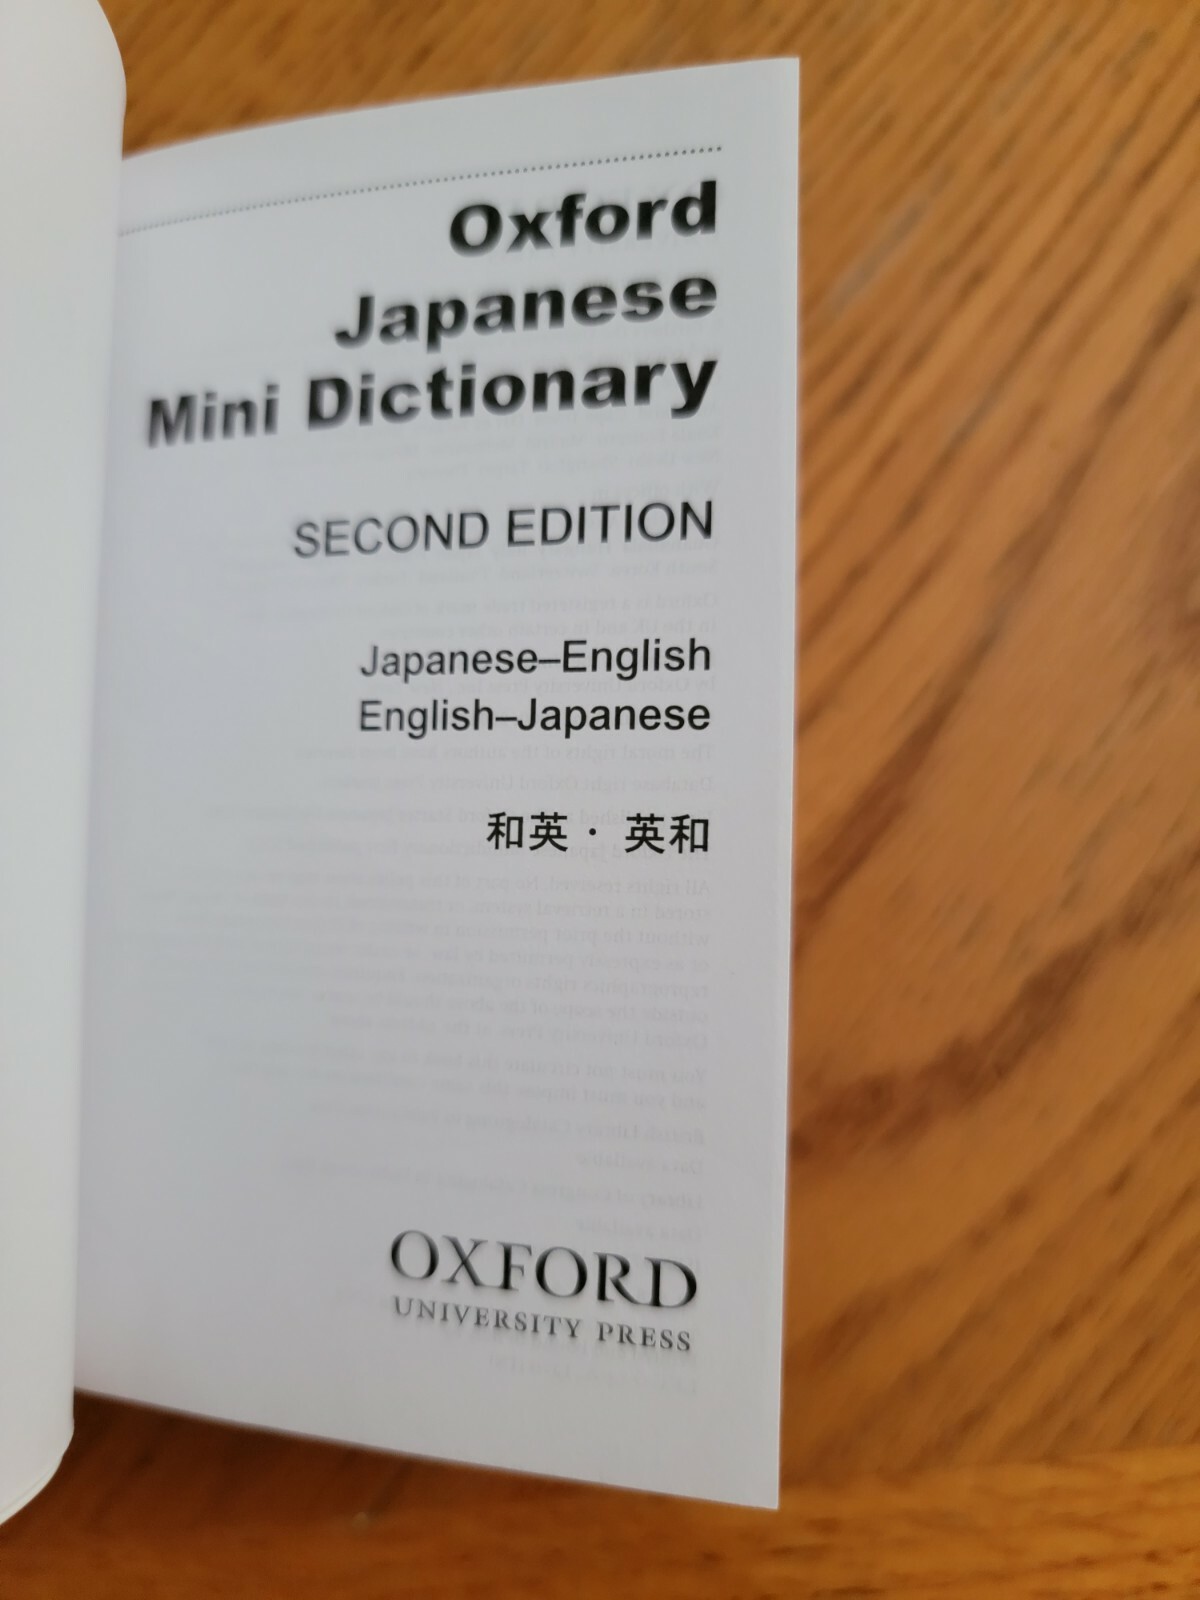 Oxford
Japanese
Mini Dictionary
SECOND EDITION
Japanese–English
English–Japanese
和英・英和
OXFORD
UNIVERSITY PRESS